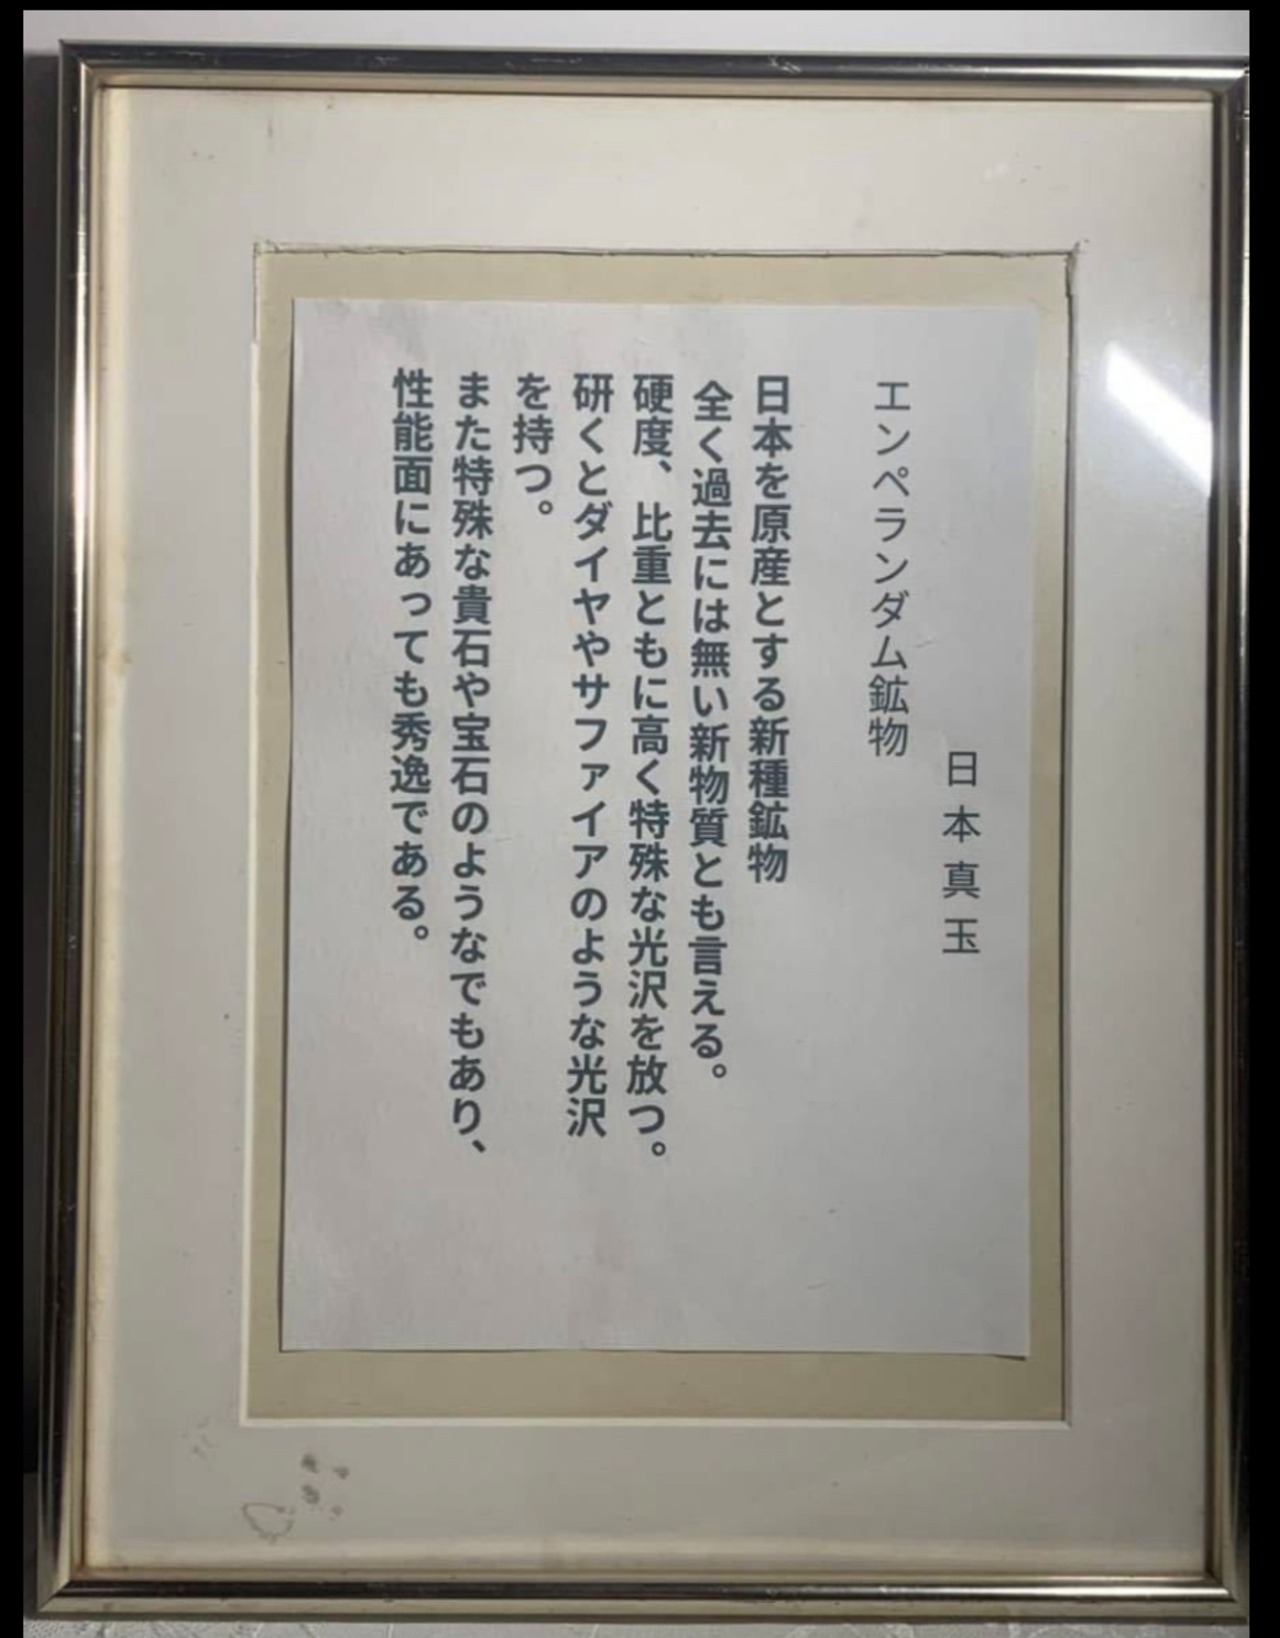 日本真玉
エンペランダム鉱物
日本を原産とする新種鉱物
全く過去には無い新物質とも言える。
硬度、比重ともに高く特殊な光沢を放つ。
研くとダイヤやサファイアのような光沢
を持つ。
また特殊な貴石や宝石のようなでもあり、
性能面にあっても秀逸である。